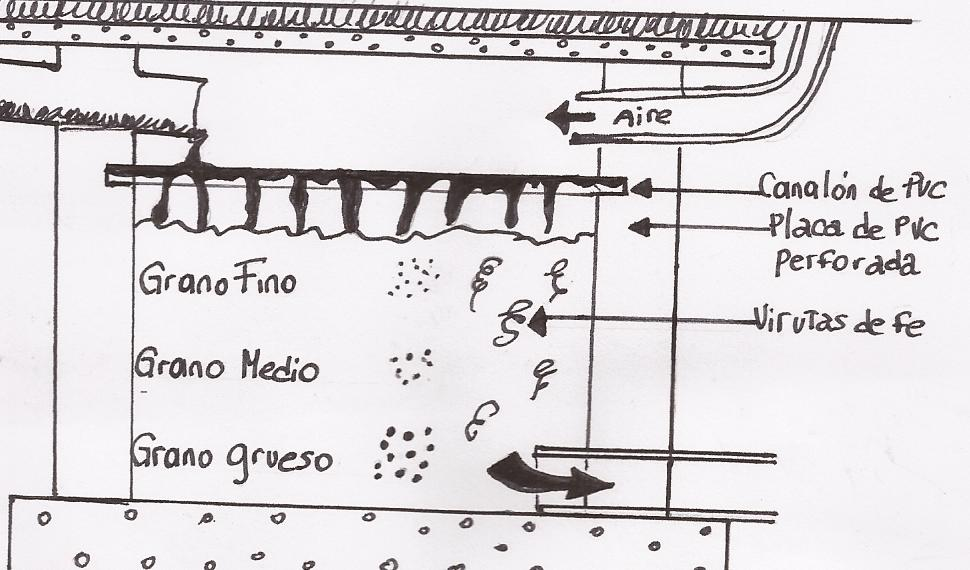 Aire
Canalón de PVC
Placa de PVC
Perforada
Grano Fino
Virutas de fe
Grano Medio
Grano grueso